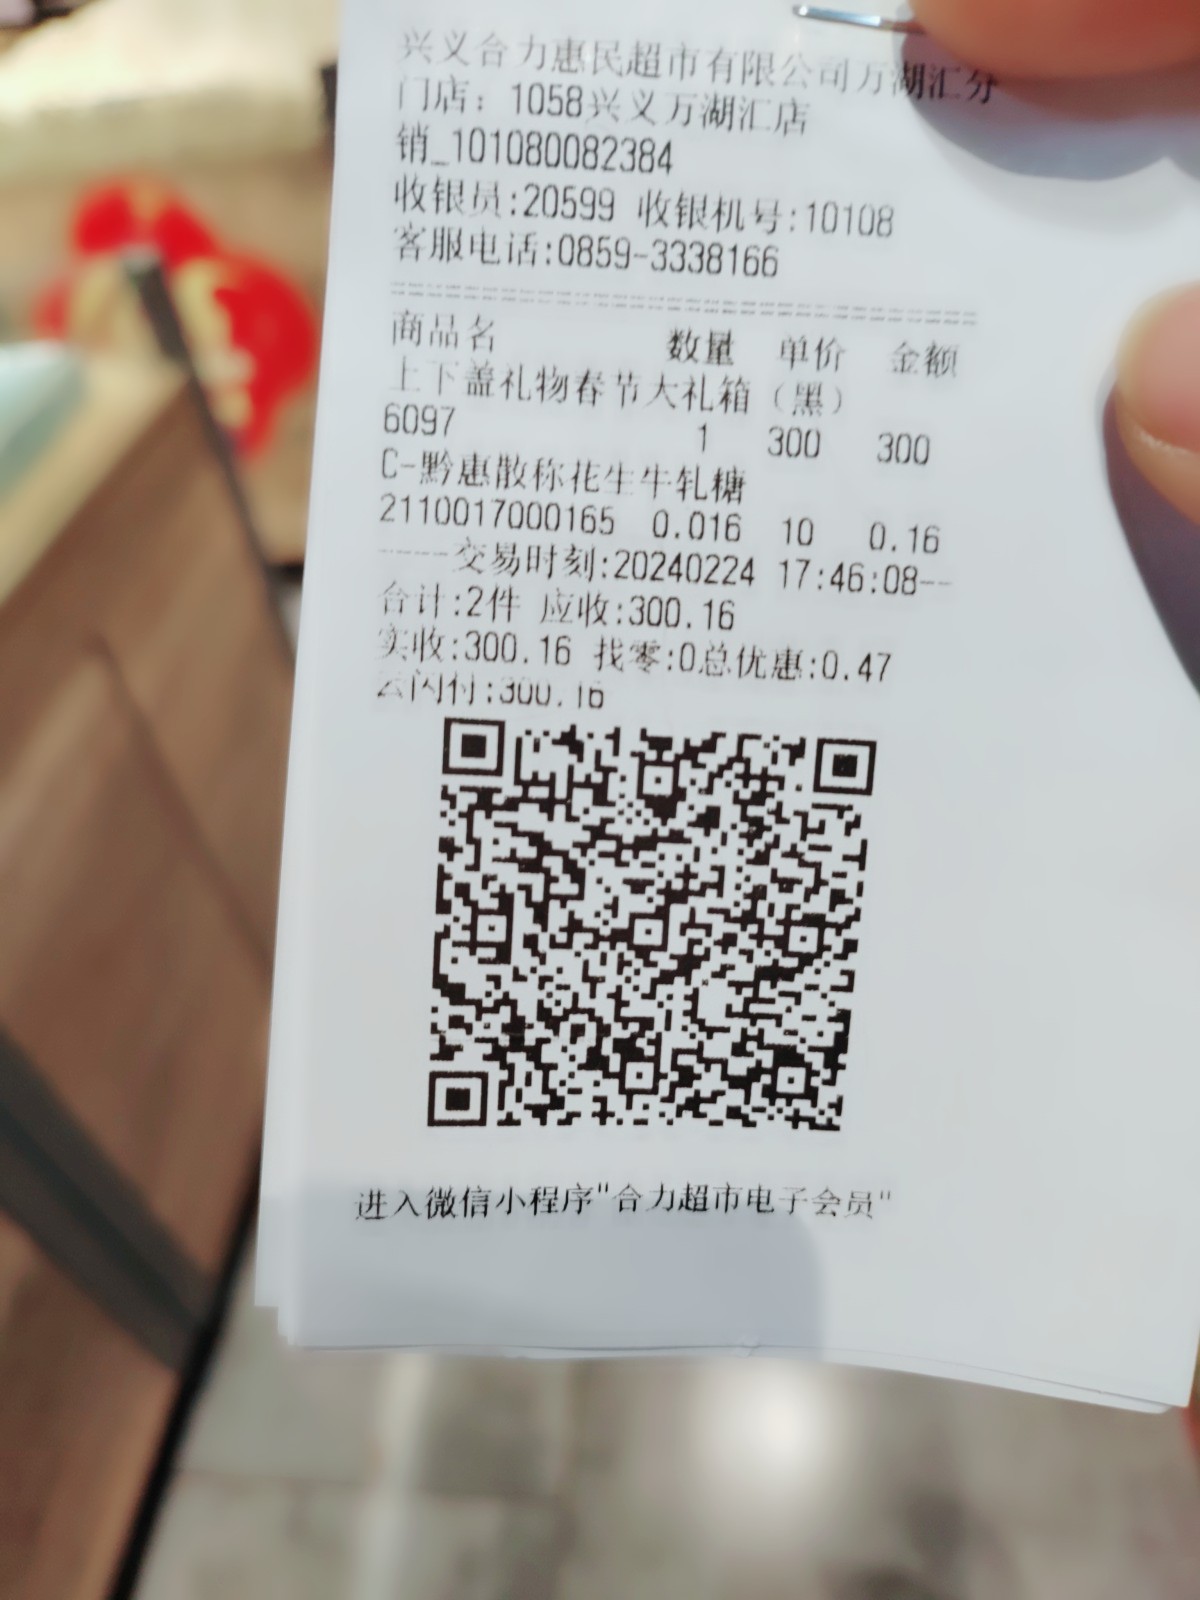 兴义合力惠民超市有限公司万湖汇分
门店：1058兴义万湖汇店
销_101080082384
收银员:20599 收银机号:10108
客服电话:0859-3338166
商品名 数量 单价 金额
上下盖礼物春节大礼箱（黑）
6097 1 300 300
C-黔惠散称花生牛轧糖
2110017000165 0.016 10 0.16
-----交易时刻:20240224 17:46:08--
合计:2件 应收:300.16
实收:300.16 找零:0总优惠:0.47
云闪付:300.16
进入微信小程序"合力超市电子会员"